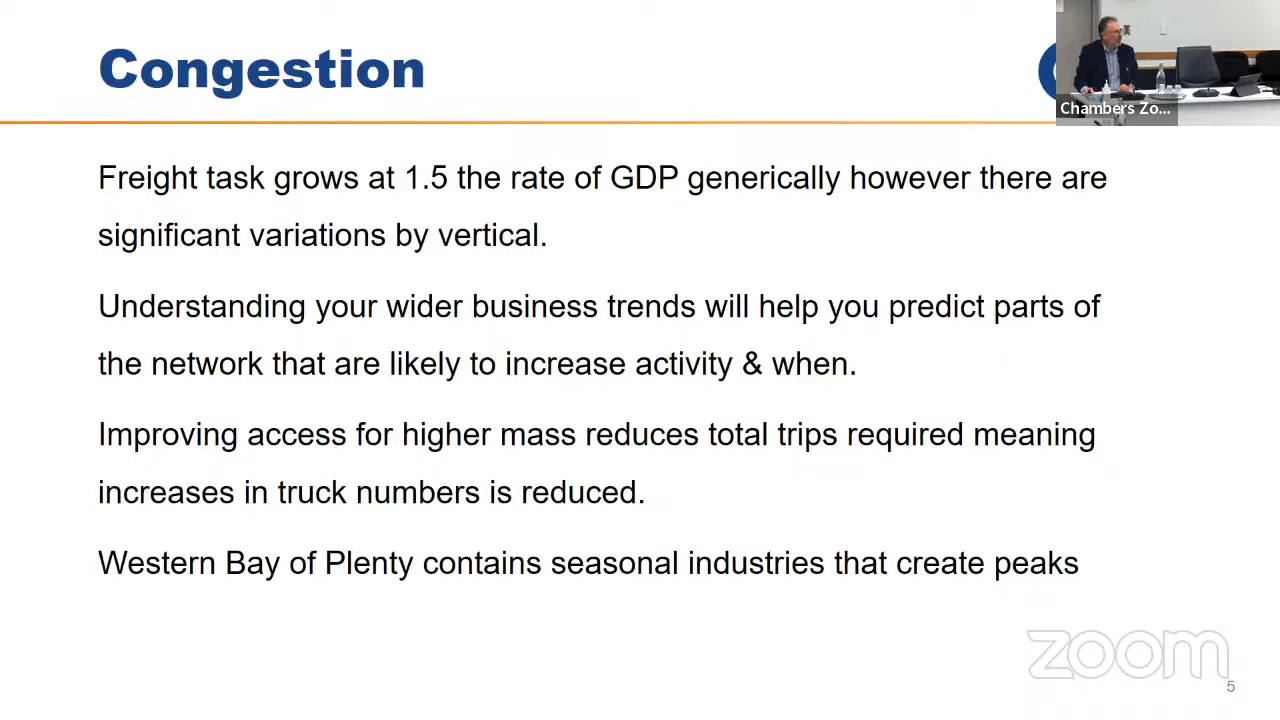 Congestion
Chambers Zo...
Freight task grows at 1.5 the rate of GDP generically however there are
significant variations by vertical.
Understanding your wider business trends will help you predict parts of
the network that are likely to increase activity & when.
Improving access for higher mass reduces total trips required meaning
increases in truck numbers is reduced.
Western Bay of Plenty contains seasonal industries that create peaks
zoom
5